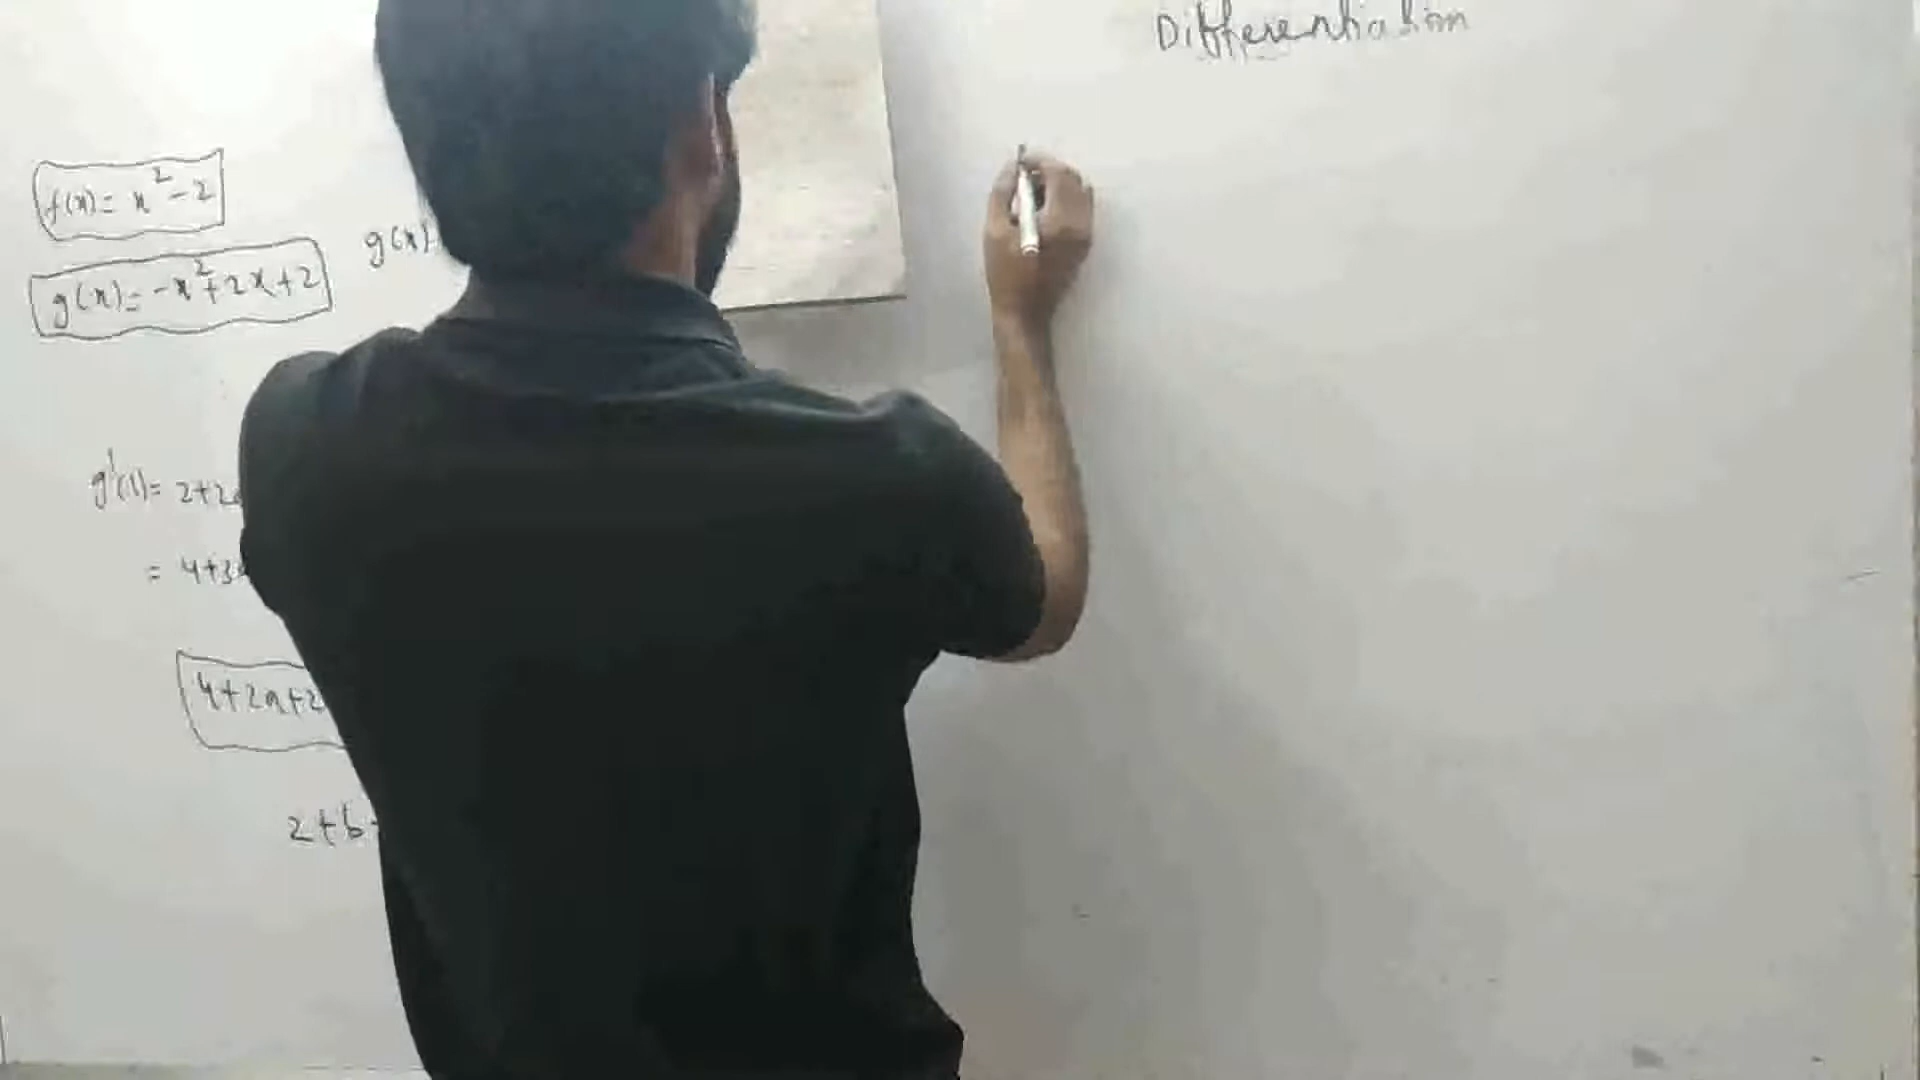 Differentiation
f(x) = x² - 2
g(x) = -x² + 2x + 2
g(x)
g'(1) = 2+2
= 4+3
4+2a+2
2+b